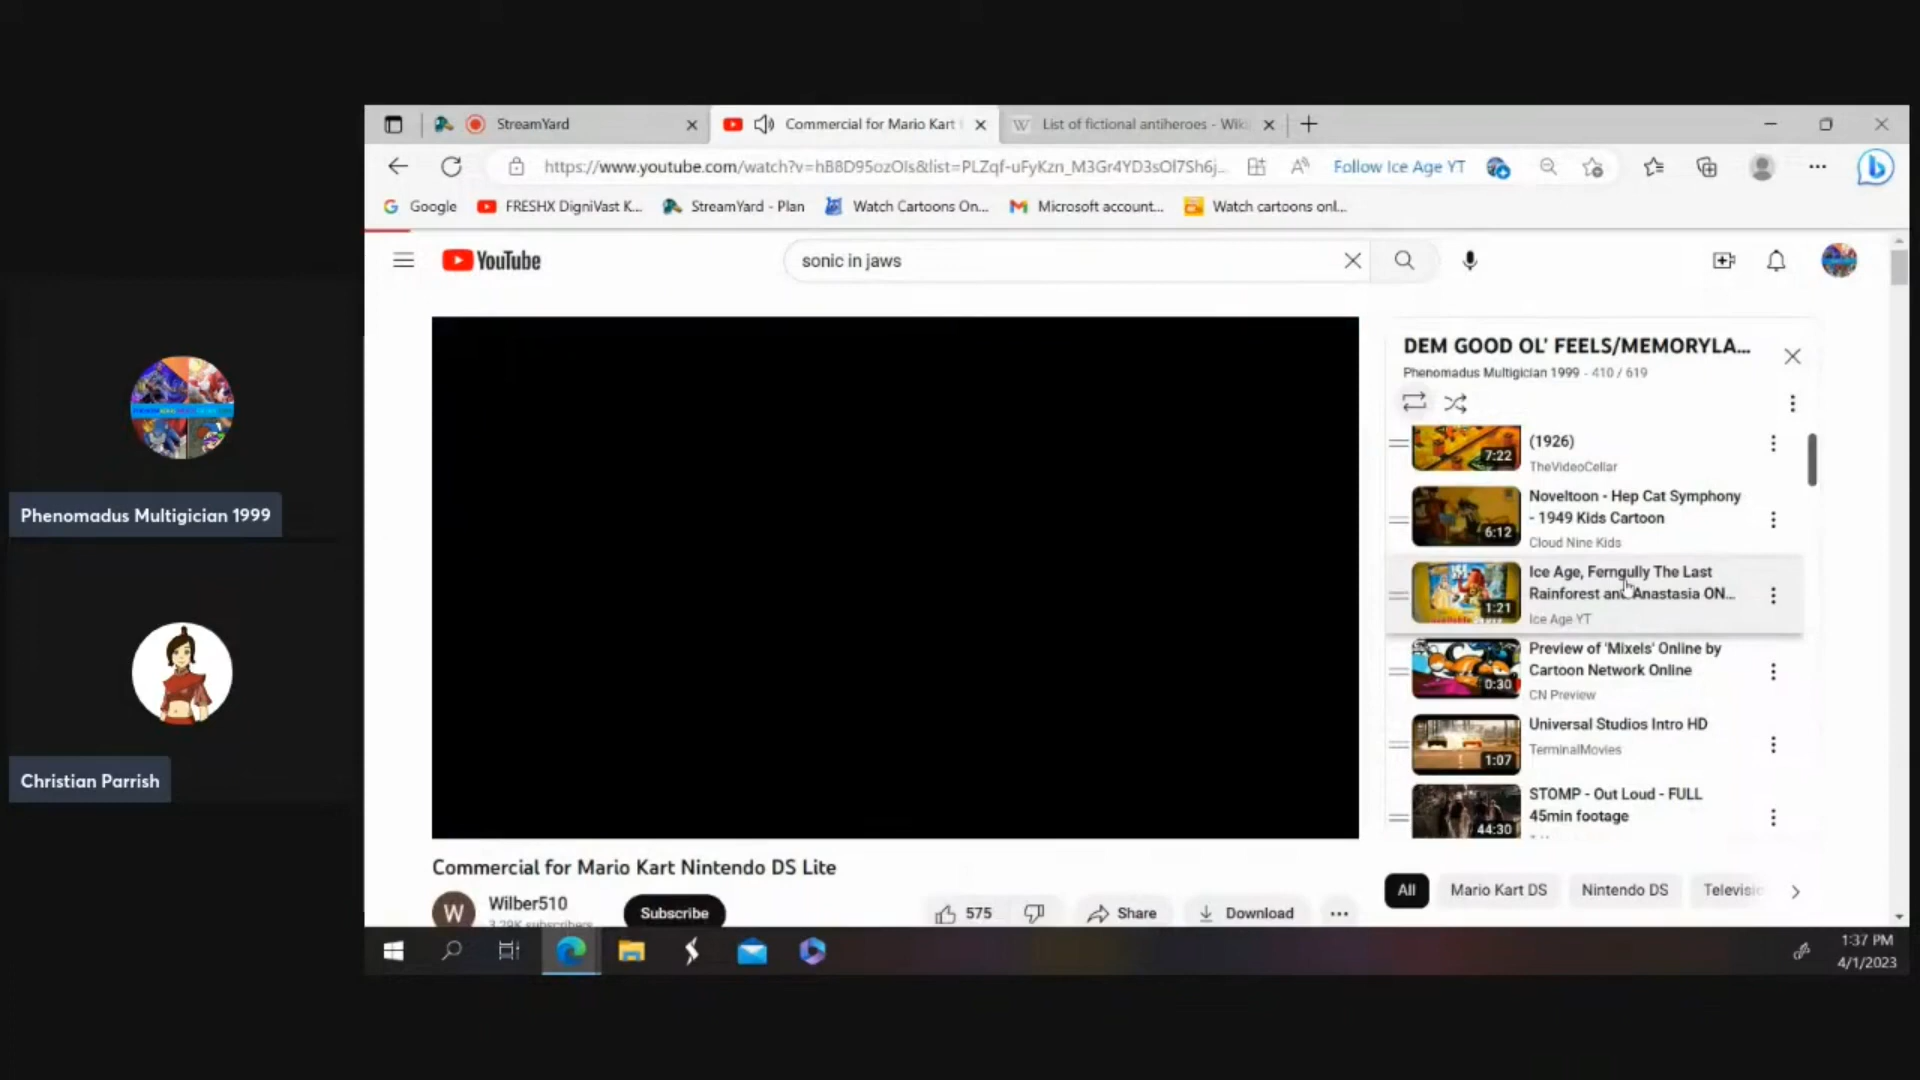 StreamYard
Commercial for Mario Kart
List of fictional antiheroes - Wiki
https://www.youtube.com/watch?v=hB8D95ozOIs&list=PLZqf-uFyKzn_M3Gr4YD3sOl7Sh6j...
Follow Ice Age YT
Google
FRESHX DigniVast K...
StreamYard - Plan
Watch Cartoons On...
Microsoft account...
Watch cartoons onl...
YouTube
sonic in jaws
DEM GOOD OL' FEELS/MEMORYLA...
Phenomadus Multigician 1999 - 410 / 619
(1926)
7:22
TheVideoCellar
Noveltoon - Hep Cat Symphony
- 1949 Kids Cartoon
6:12
Cloud Nine Kids
Ice Age, Ferngully The Last
Rainforest and Anastasia ON...
1:21
Ice Age YT
Preview of 'Mixels' Online by
Cartoon Network Online
0:30
CN Preview
Universal Studios Intro HD
TerminalMovies
1:07
STOMP - Out Loud - FULL
45min footage
44:30
Phenomadus Multigician 1999
Christian Parrish
Commercial for Mario Kart Nintendo DS Lite
W
Wilber510
3.29K subscribers
Subscribe
575
Share
Download
All
Mario Kart DS
Nintendo DS
Televisio
1:37 PM
4/1/2023